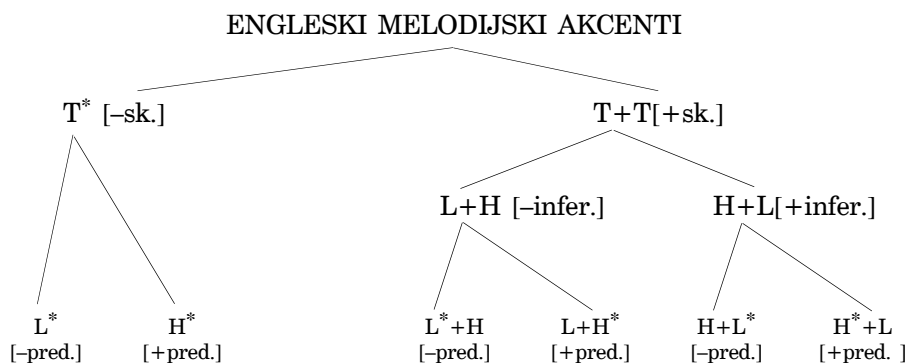 ENGLESKI MELODIJSKI AKCENTI
T* [–sk.] T+T[+sk.]
L+H [–infer.] H+L[+infer.]
L* H* L*+H L+H* H+L* H*+L
[–pred.] [+pred.] [–pred.] [+pred.] [–pred.] [+pred. ]